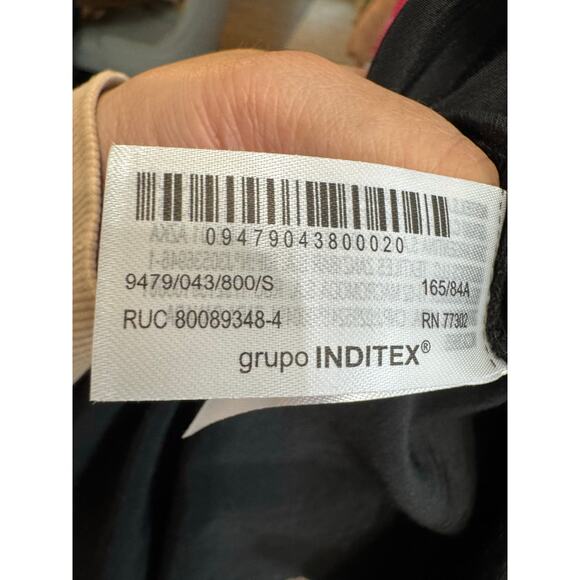 09479043800020
9479/043/800/S 165/84A
RUC 80089348-4 RN 77302
grupo INDITEX®